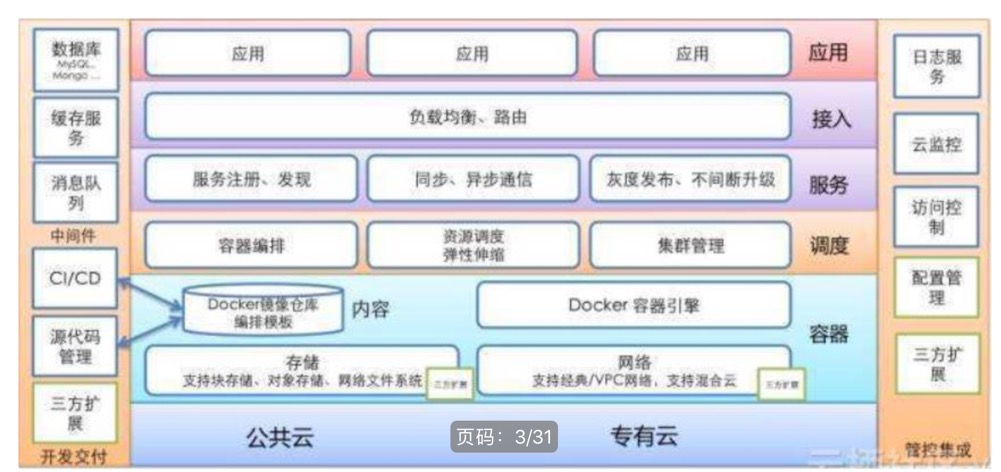 数据库
MySQL...
Mongo ...
缓存服
务
消息队
列
中间件
CI/CD
源代码
管理
三方扩
展
开发交付
应用
应用
应用
应用
负载均衡、路由
接入
服务注册、发现
同步、异步通信
灰度发布、不间断升级
服务
容器编排
资源调度
弹性伸缩
集群管理
调度
Docker镜像仓库
编排模板
内容
Docker 容器引擎
容器
存储
支持块存储、对象存储、网络文件系统
三方扩展
网络
支持经典/VPC网络，支持混合云
三方扩展
公共云
页码：3/31
专有云
日志服
务
云监控
访问控
制
配置管
理
三方扩
展
管控集成